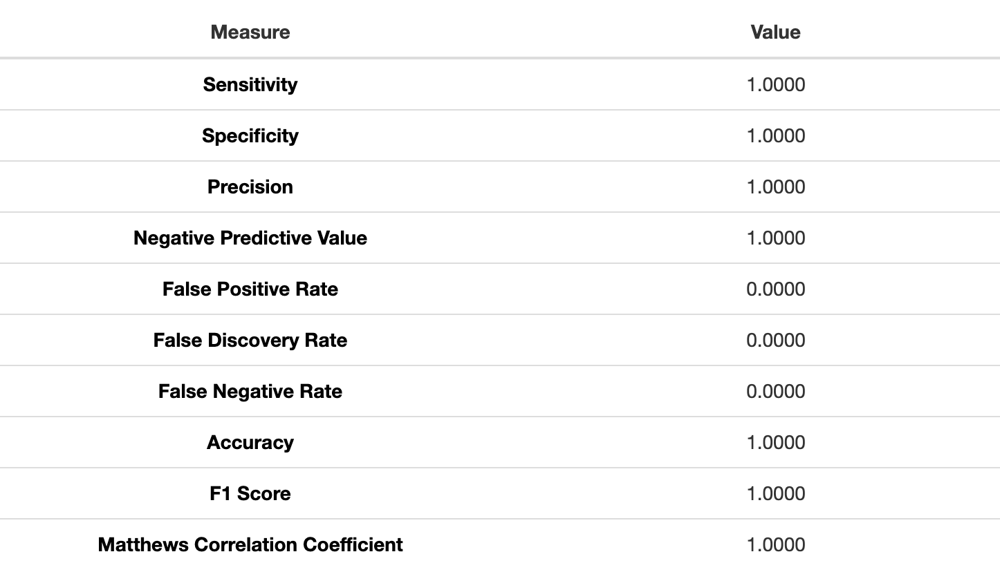 Measure Value
Sensitivity 1.0000
Specificity 1.0000
Precision 1.0000
Negative Predictive Value 1.0000
False Positive Rate 0.0000
False Discovery Rate 0.0000
False Negative Rate 0.0000
Accuracy 1.0000
F1 Score 1.0000
Matthews Correlation Coefficient 1.0000